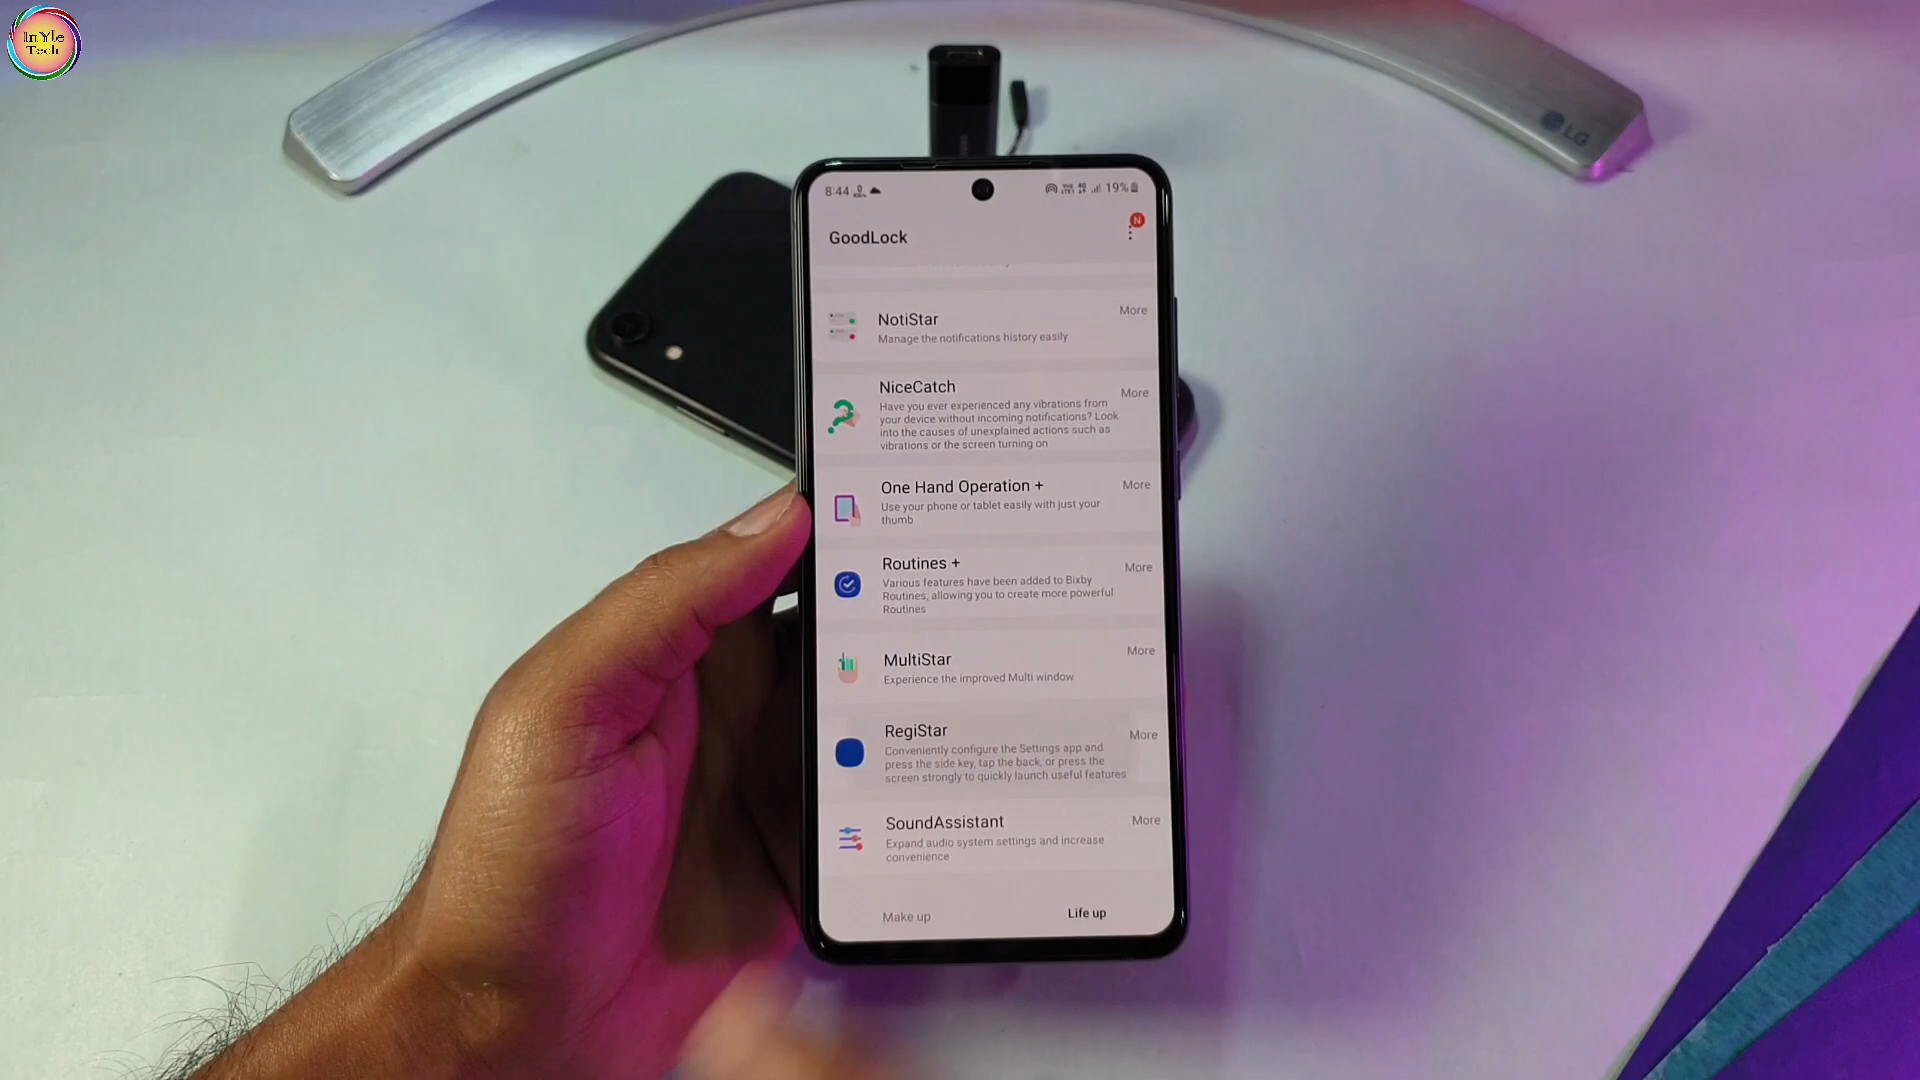 InYle
Tech
LG
8:44
19%
N
GoodLock
NotiStar
More
Manage the notifications history easily
NiceCatch
More
Have you ever experienced any vibrations from
your device without incoming notifications? Look
into the causes of unexplained actions such as
vibrations or the screen turning on
One Hand Operation +
More
Use your phone or tablet easily with just your
thumb
Routines +
More
Various features have been added to Bixby
Routines, allowing you to create more powerful
Routines
MultiStar
More
Experience the improved Multi window
RegiStar
More
Conveniently configure the Settings app and
press the side key, tap the back, or press the
screen strongly to quickly launch useful features
SoundAssistant
More
Expand audio system settings and increase
convenience
Make up
Life up